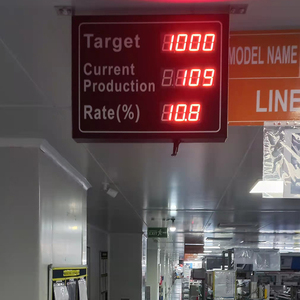 Target 1000
Current
Production 109
Rate(%) 10.8
MODEL NAME
LINE